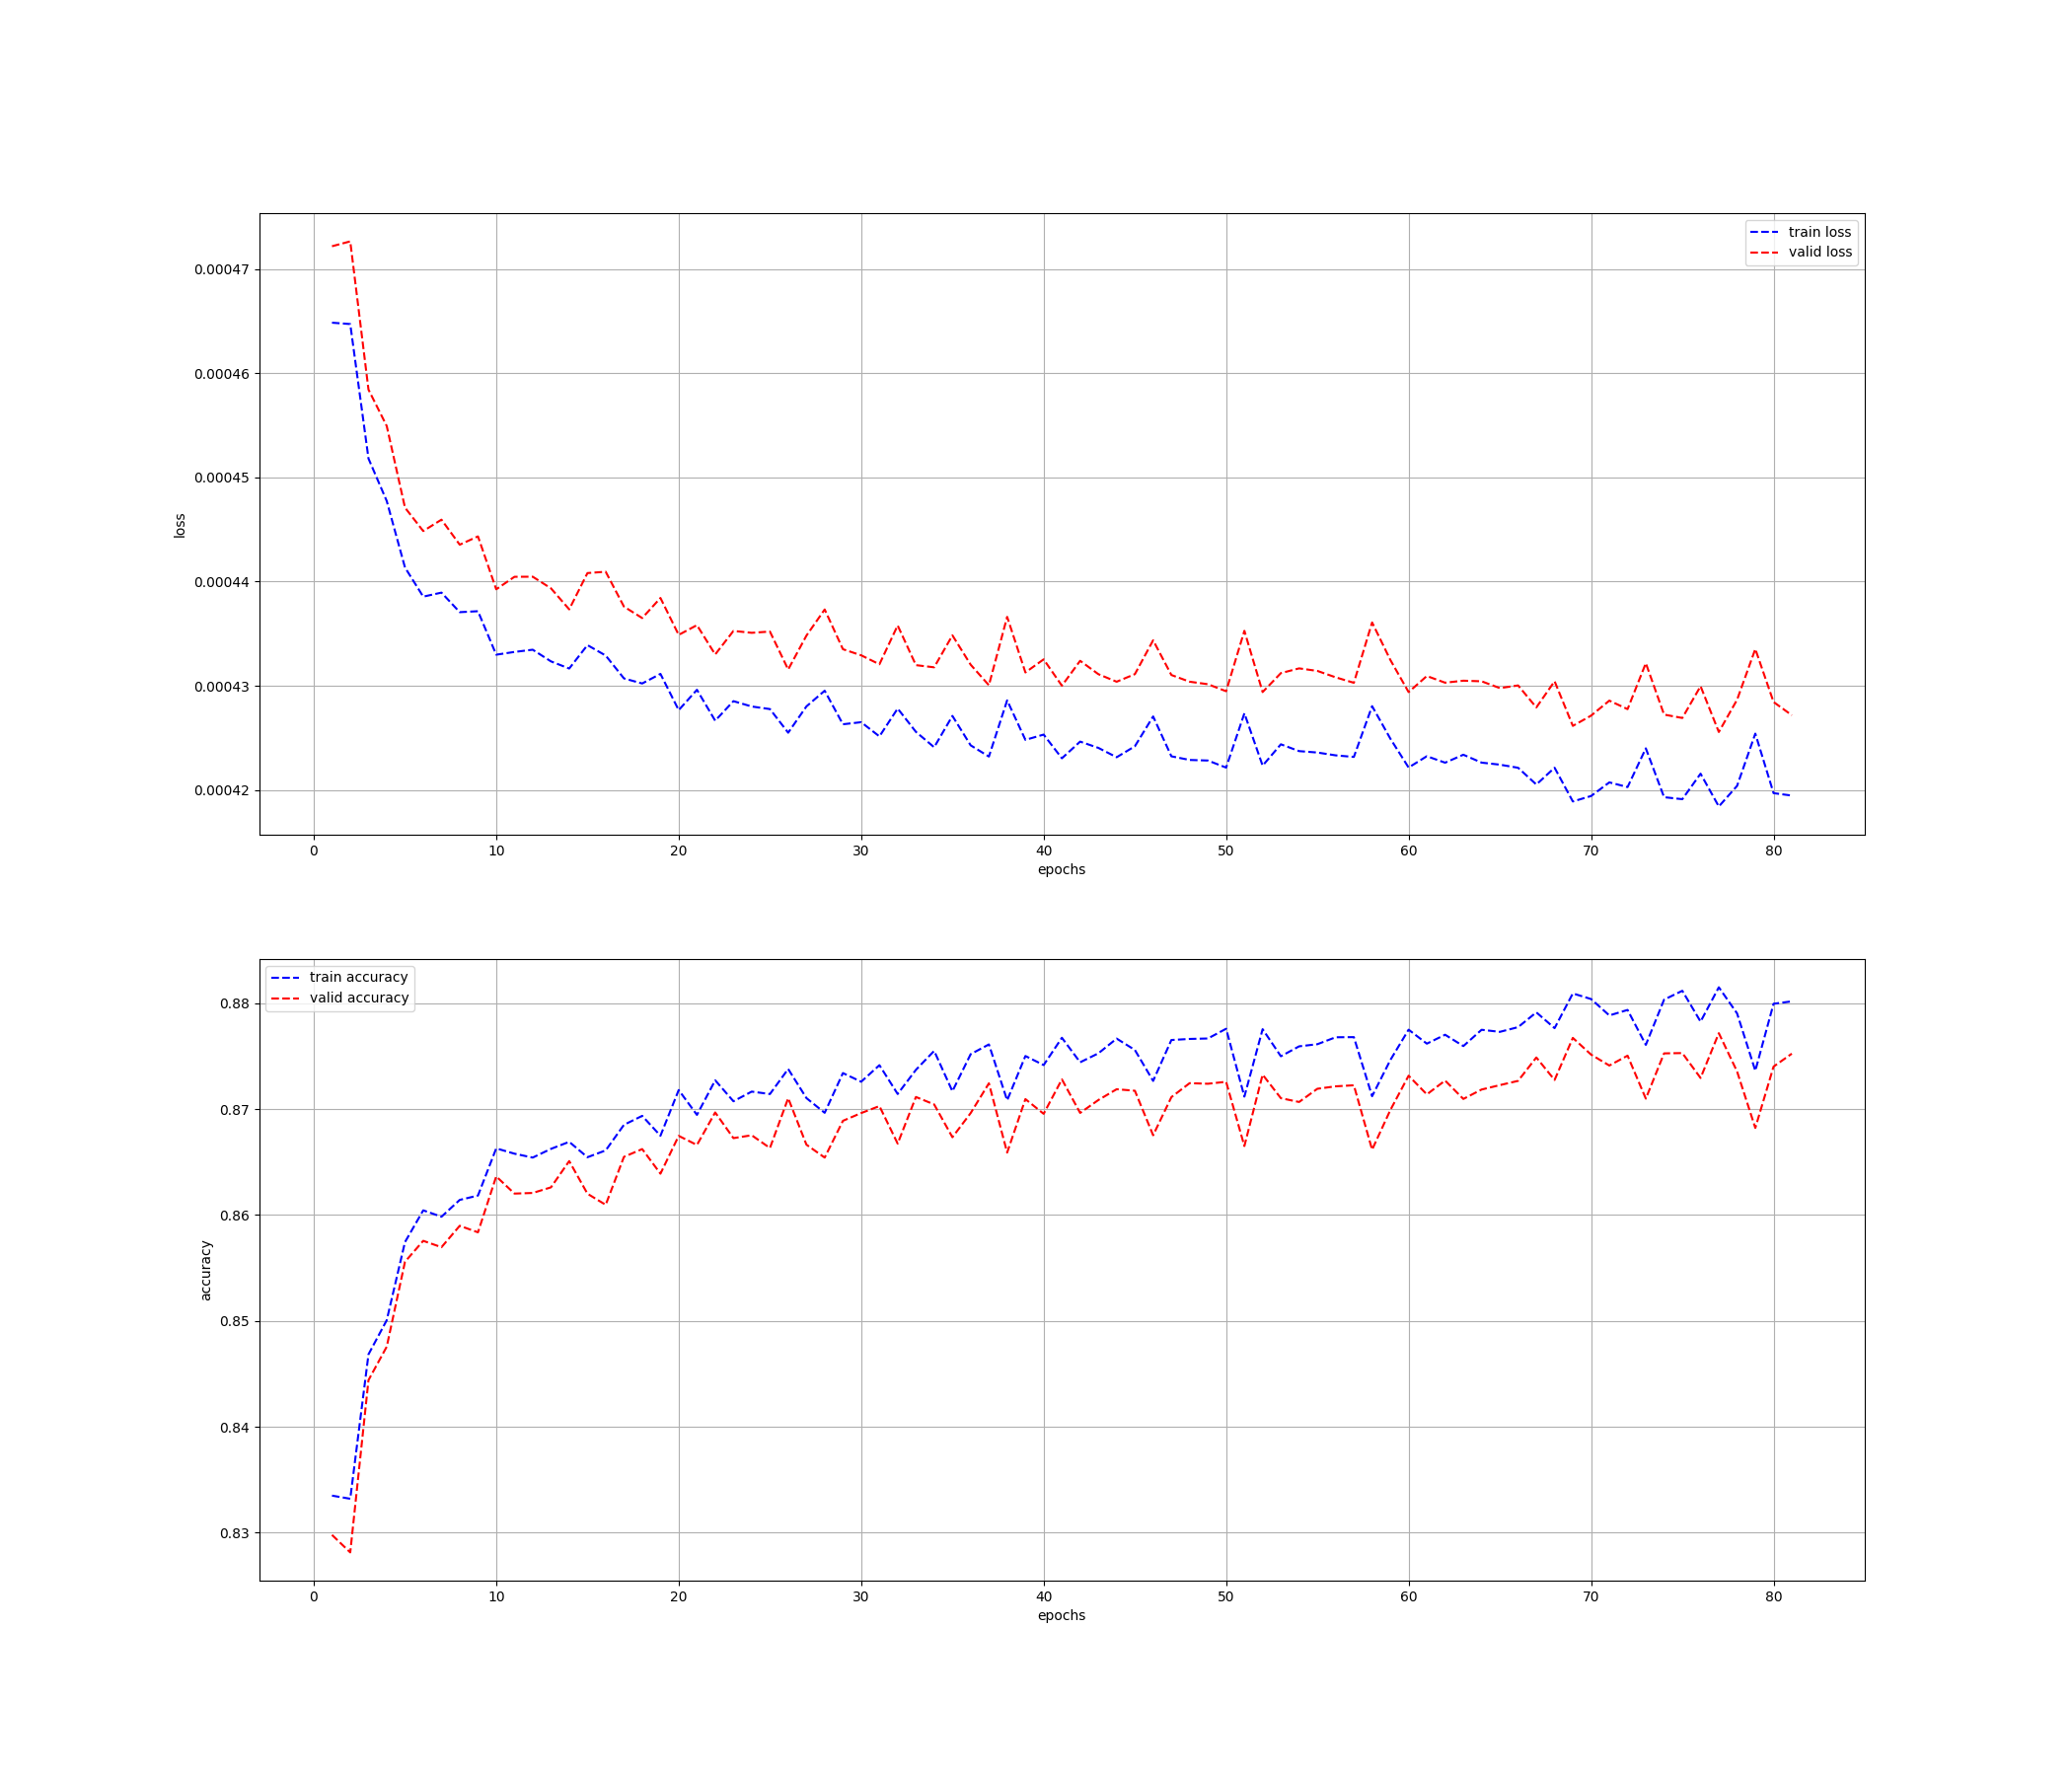 train loss
valid loss
0.00047
0.00046
0.00045
0.00044
0.00043
0.00042
loss
0 10 20 30 40 50 60 70 80
epochs
train accuracy
valid accuracy
0.88
0.87
0.86
0.85
0.84
0.83
accuracy
0 10 20 30 40 50 60 70 80
epochs